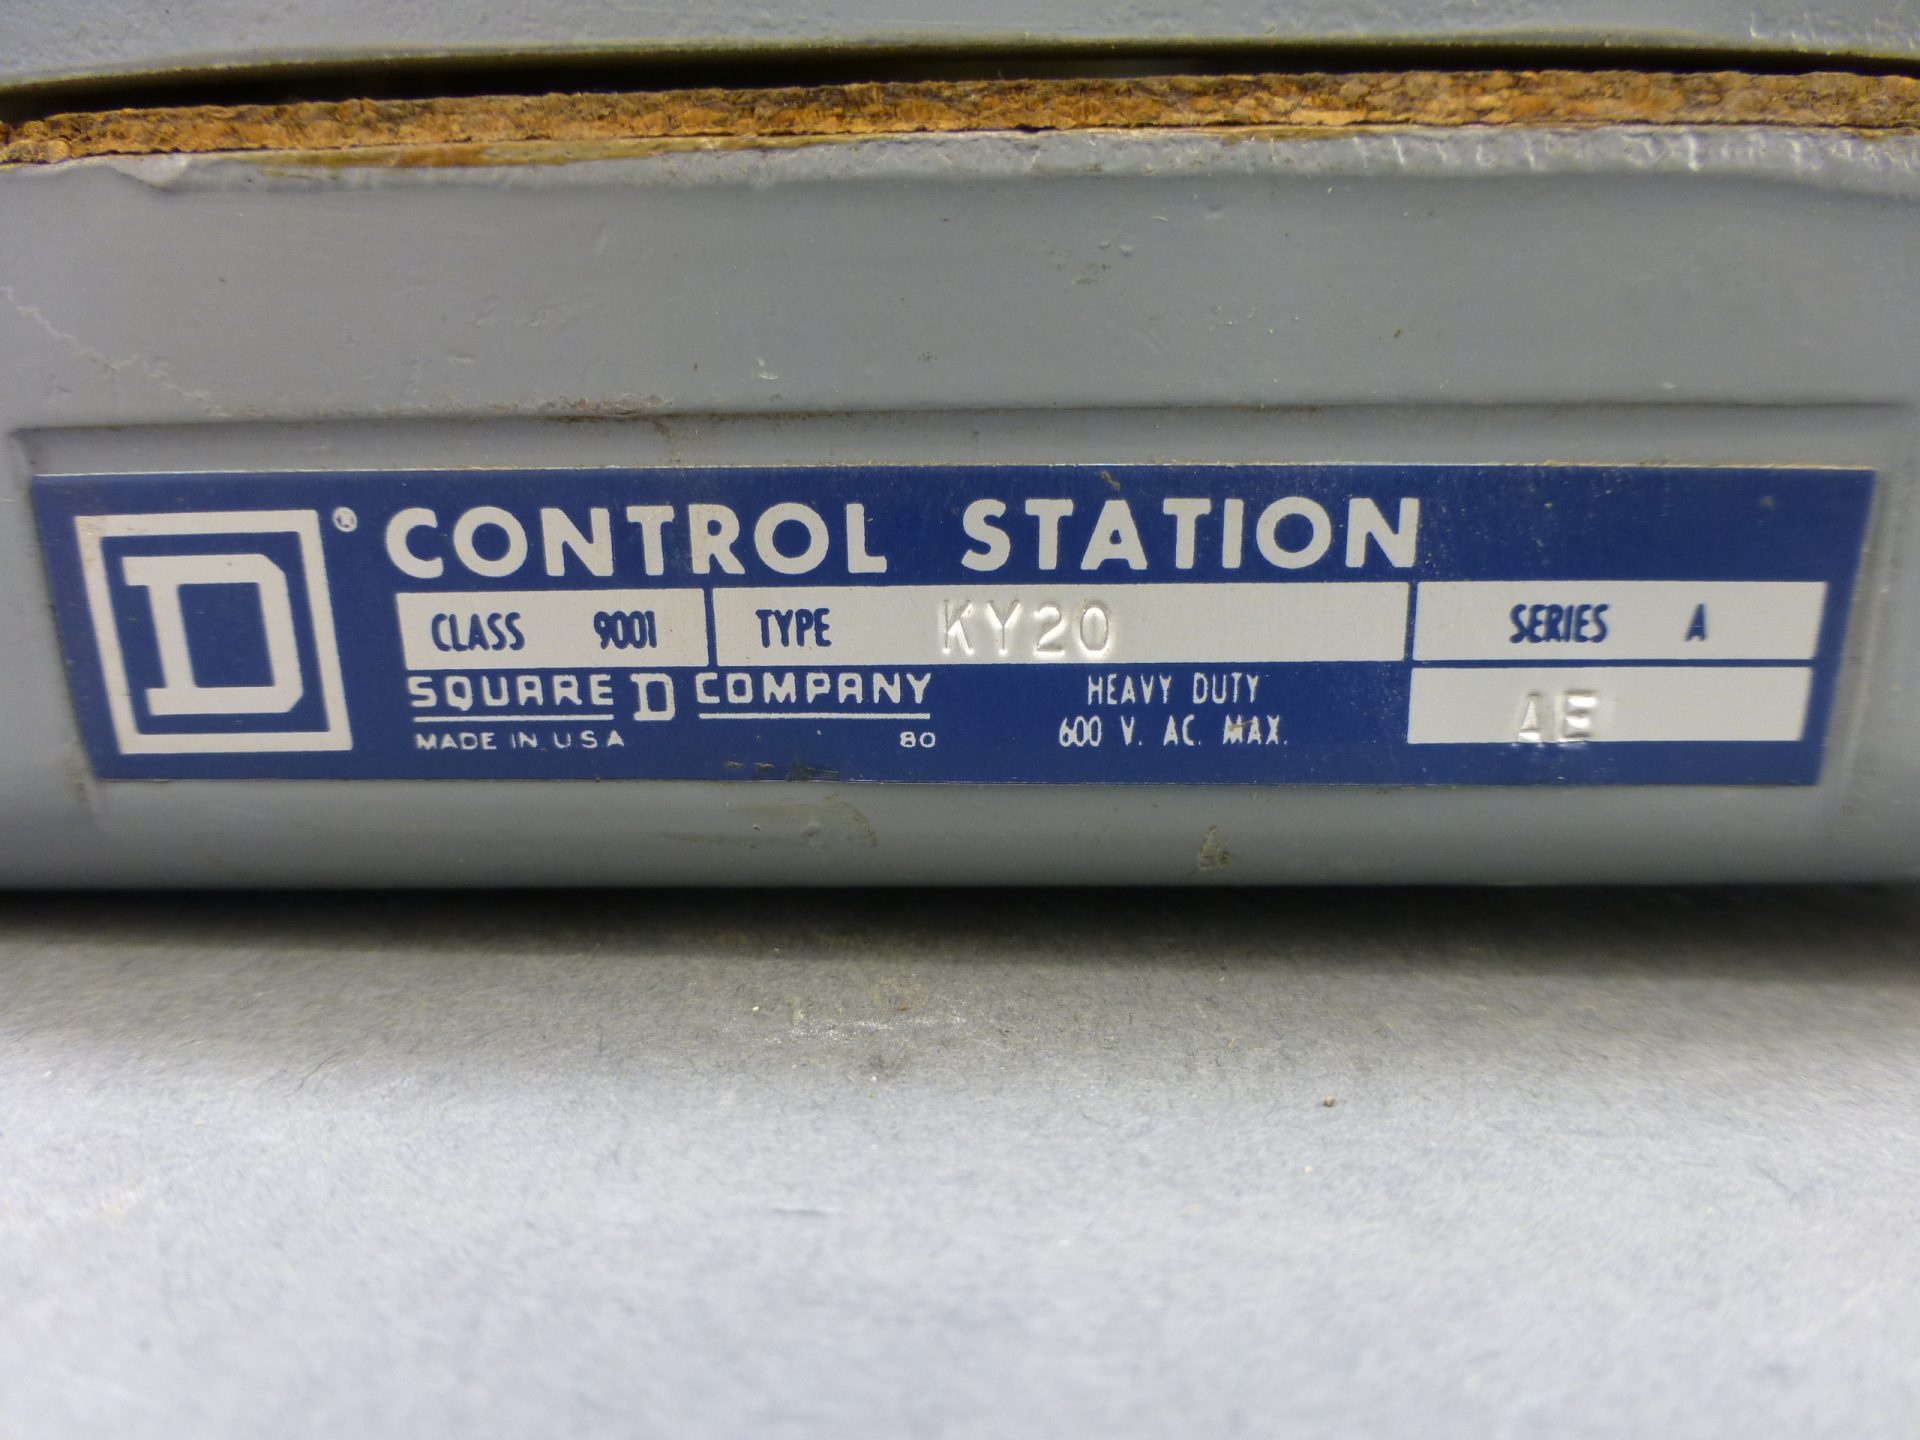 D ® CONTROL STATION
CLASS 9001 TYPE KY20 SERIES A
SQUARE D COMPANY HEAVY DUTY AE
MADE IN U.S.A 80 600 V. AC. MAX.